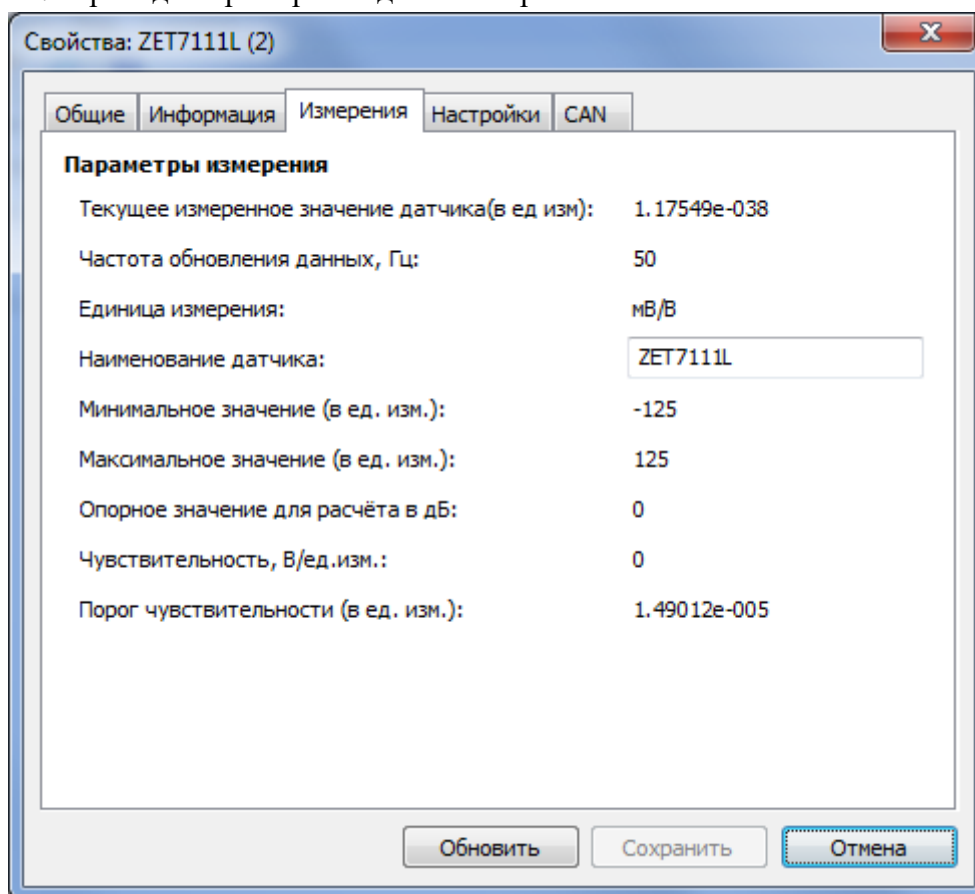 Свойства: ZET7111L (2)
Общие Информация Измерения Настройки CAN
Параметры измерения
Текущее измеренное значение датчика(в ед изм): 1.17549e-038
Частота обновления данных, Гц: 50
Единица измерения: мВ/В
Наименование датчика: ZET7111L
Минимальное значение (в ед. изм.): -125
Максимальное значение (в ед. изм.): 125
Опорное значение для расчёта в дБ: 0
Чувствительность, В/ед.изм.: 0
Порог чувствительности (в ед. изм.): 1.49012e-005
Обновить Сохранить Отмена